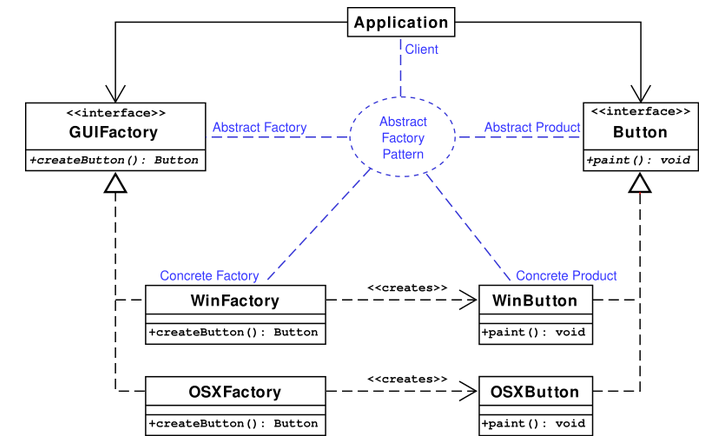 Application
Client
<<interface>>
GUIFactory
+createButton(): Button
Abstract Factory
Abstract
Factory
Pattern
Abstract Product
<<interface>>
Button
+paint(): void
Concrete Factory
Concrete Product
WinFactory
+createButton(): Button
<<creates>>
WinButton
+paint(): void
OSXFactory
+createButton(): Button
<<creates>>
OSXButton
+paint(): void